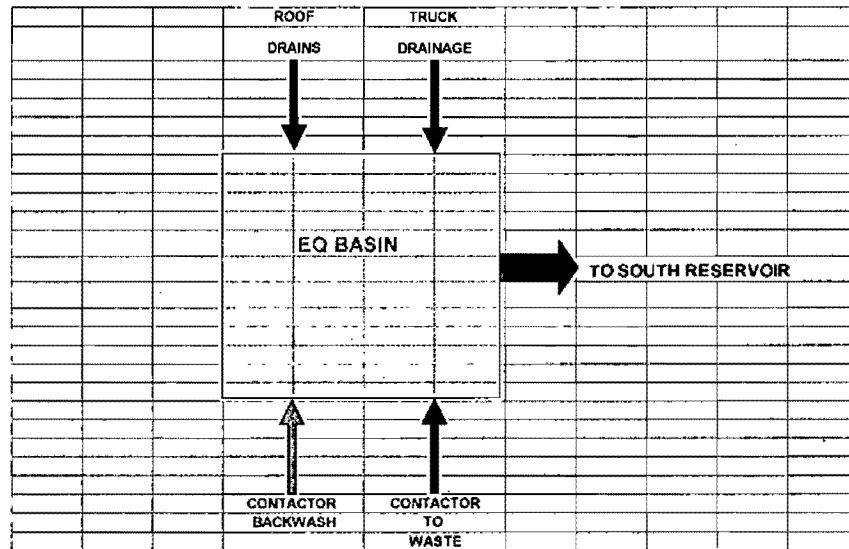 ROOF TRUCK
DRAINS DRAINAGE
EQ BASIN
TO SOUTH RESERVOIR
CONTACTOR CONTACTOR
BACKWASH TO
WASTE